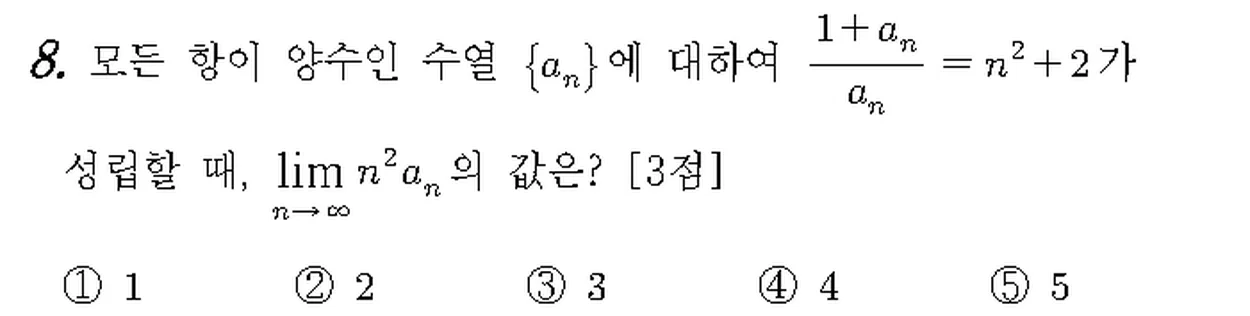 8. 모든 항이 양수인 수열 {aₙ}에 대하여 (1+aₙ)/aₙ = n²+2가
성립할 때, lim_{n→∞} n²aₙ의 값은? [3점]
① 1 ② 2 ③ 3 ④ 4 ⑤ 5